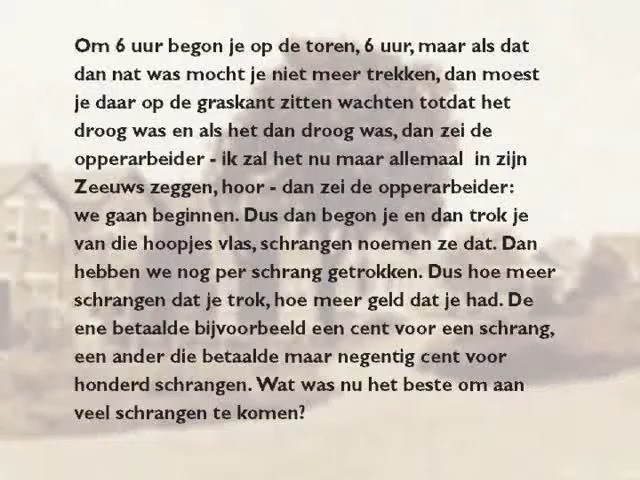 Om 6 uur begon je op de toren, 6 uur, maar als dat
dan nat was mocht je niet meer trekken, dan moest
je daar op de graskant zitten wachten totdat het
droog was en als het dan droog was, dan zei de
opperarbeider - ik zal het nu maar allemaal in zijn
Zeeuws zeggen, hoor - dan zei de opperarbeider:
we gaan beginnen. Dus dan begon je en dan trok je
van die hoopjes vlas, schrangen noemen ze dat. Dan
hebben we nog per schrang getrokken. Dus hoe meer
schrangen dat je trok, hoe meer geld dat je had. De
ene betaalde bijvoorbeeld een cent voor een schrang,
een ander die betaalde maar negentig cent voor
honderd schrangen. Wat was nu het beste om aan
veel schrangen te komen?